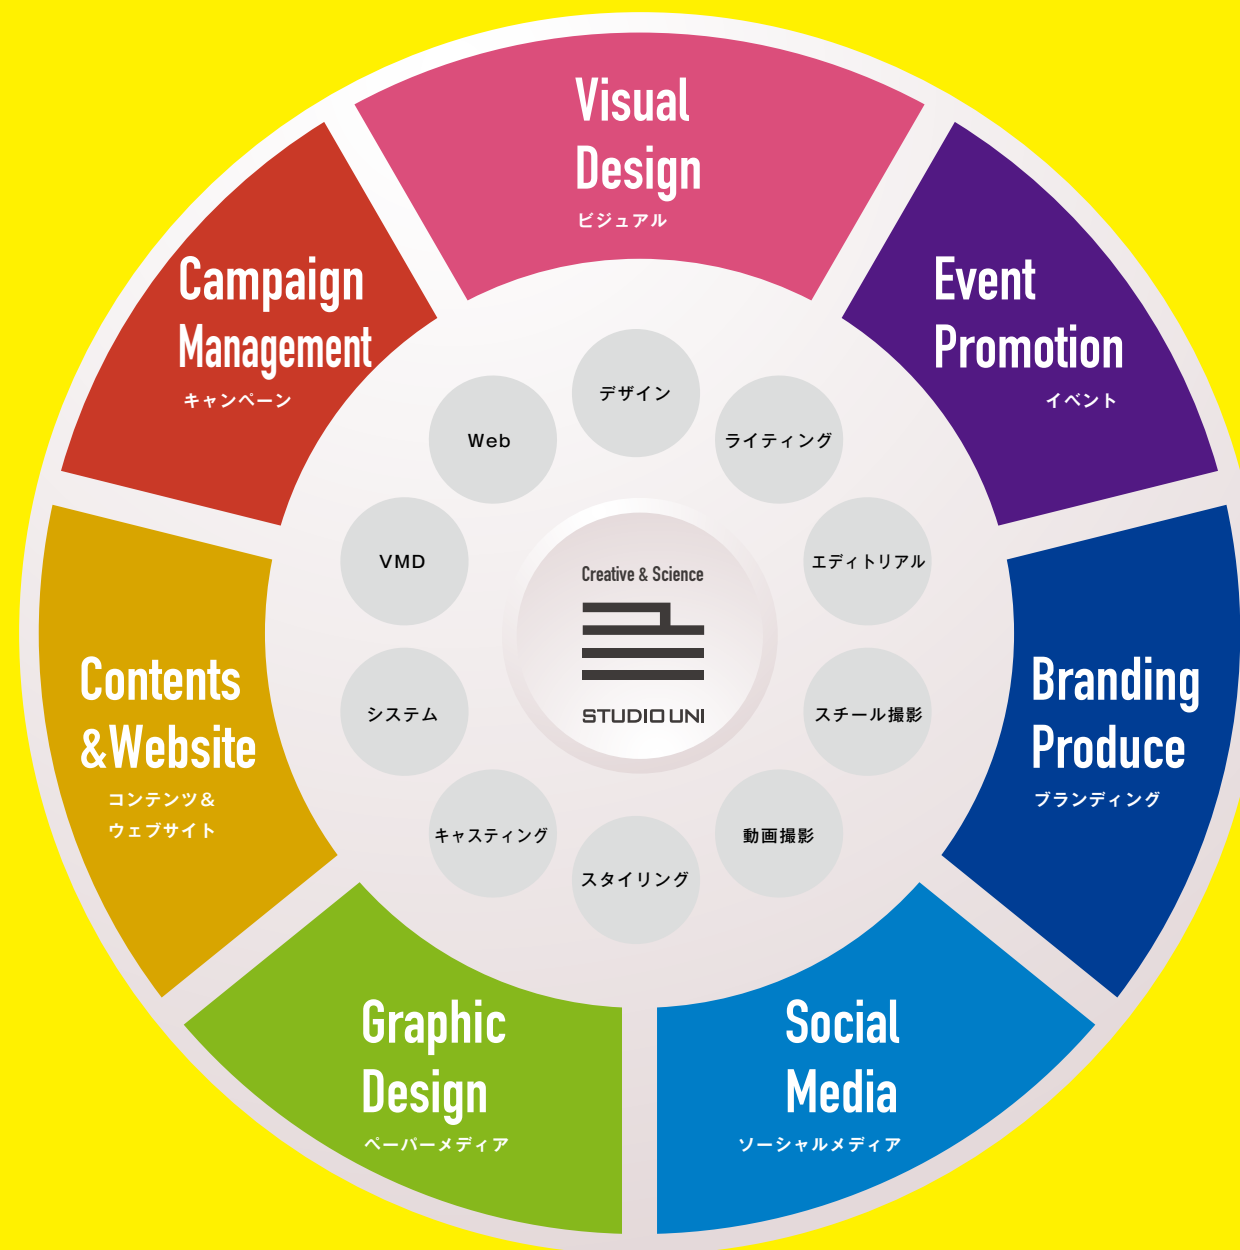 Visual
Design
ビジュアル
Event
Promotion
イベント
Branding
Produce
ブランディング
Social
Media
ソーシャルメディア
Graphic
Design
ペーパーメディア
Contents
&Website
コンテンツ&
ウェブサイト
Campaign
Management
キャンペーン
デザイン
ライティング
エディトリアル
スチール撮影
動画撮影
スタイリング
キャスティング
システム
VMD
Web
Creative & Science
STUDIO UNI